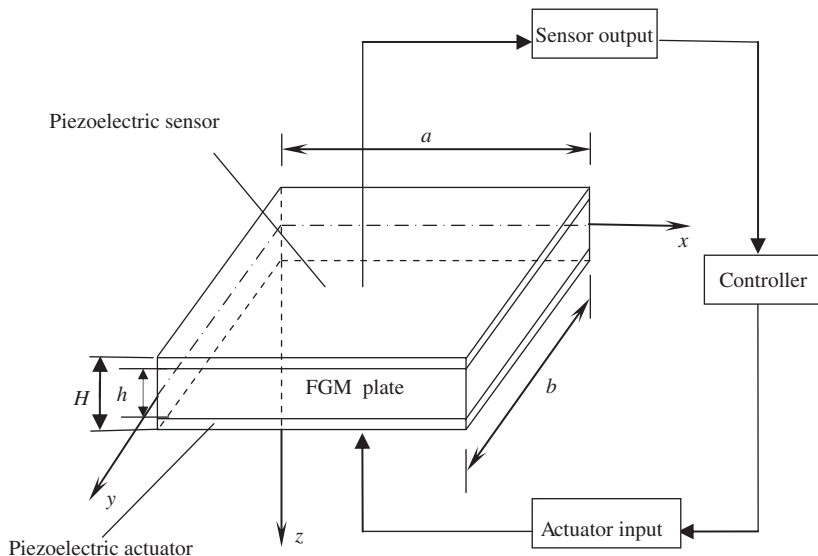 Sensor output
Piezoelectric sensor
a
x
Controller
H
h
FGM plate
b
y
z
Actuator input
Piezoelectric actuator